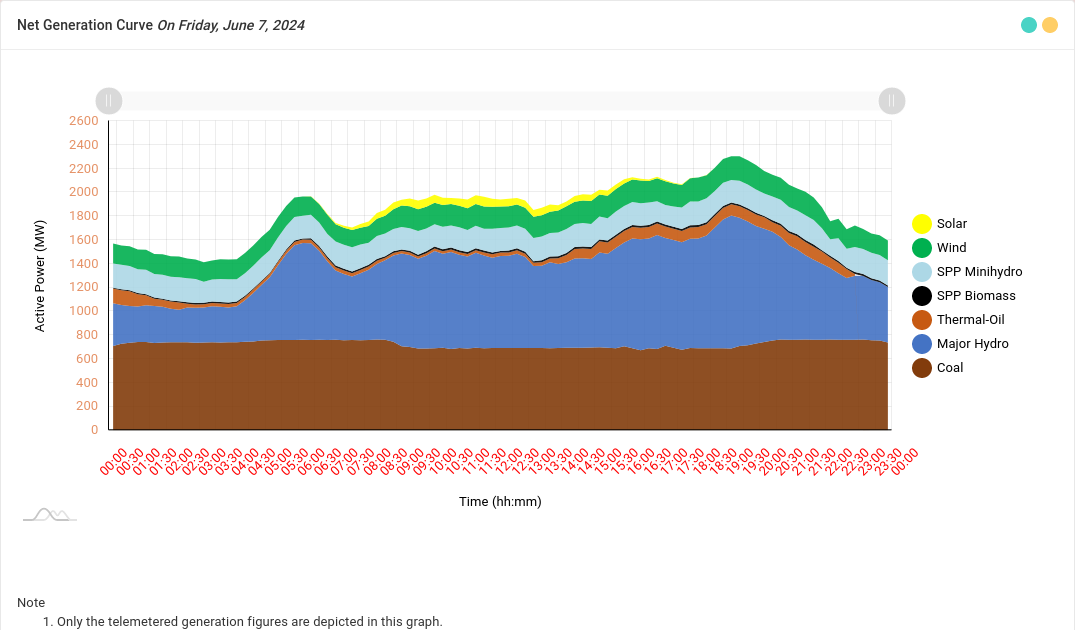 Net Generation Curve On Friday, June 7, 2024
2600
2400
2200
2000
1800
1600
1400
1200
1000
800
600
400
200
0
Active Power (MW)
00:00 00:30 01:00 01:30 02:00 02:30 03:00 03:30 04:00 04:30 05:00 05:30 06:00 06:30 07:00 07:30 08:00 08:30 09:00 09:30 10:00 10:30 11:00 11:30 12:00 12:30 13:00 13:30 14:00 14:30 15:00 15:30 16:00 16:30 17:00 17:30 18:00 18:30 19:00 19:30 20:00 20:30 21:00 21:30 22:00 22:30 23:00 23:30 00:00
Time (hh:mm)
Solar
Wind
SPP Minihydro
SPP Biomass
Thermal-Oil
Major Hydro
Coal
Note
1. Only the telemetered generation figures are depicted in this graph.